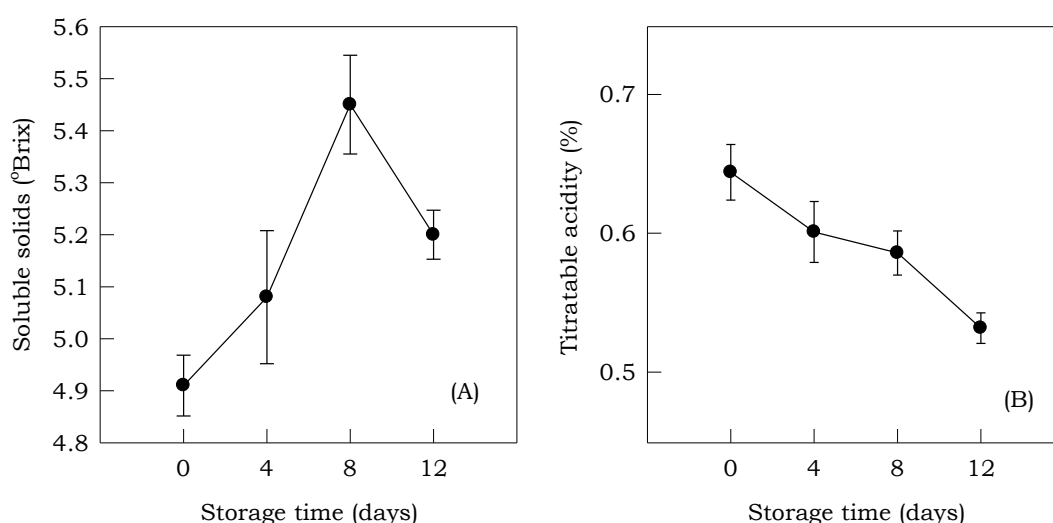 5.6
5.5
5.4
5.3
5.2
5.1
5.0
4.9
4.8
Soluble solids (⁰Brix)
0 4 8 12
Storage time (days)
(A)
0.7
0.6
0.5
Titratable acidity (%)
0 4 8 12
Storage time (days)
(B)